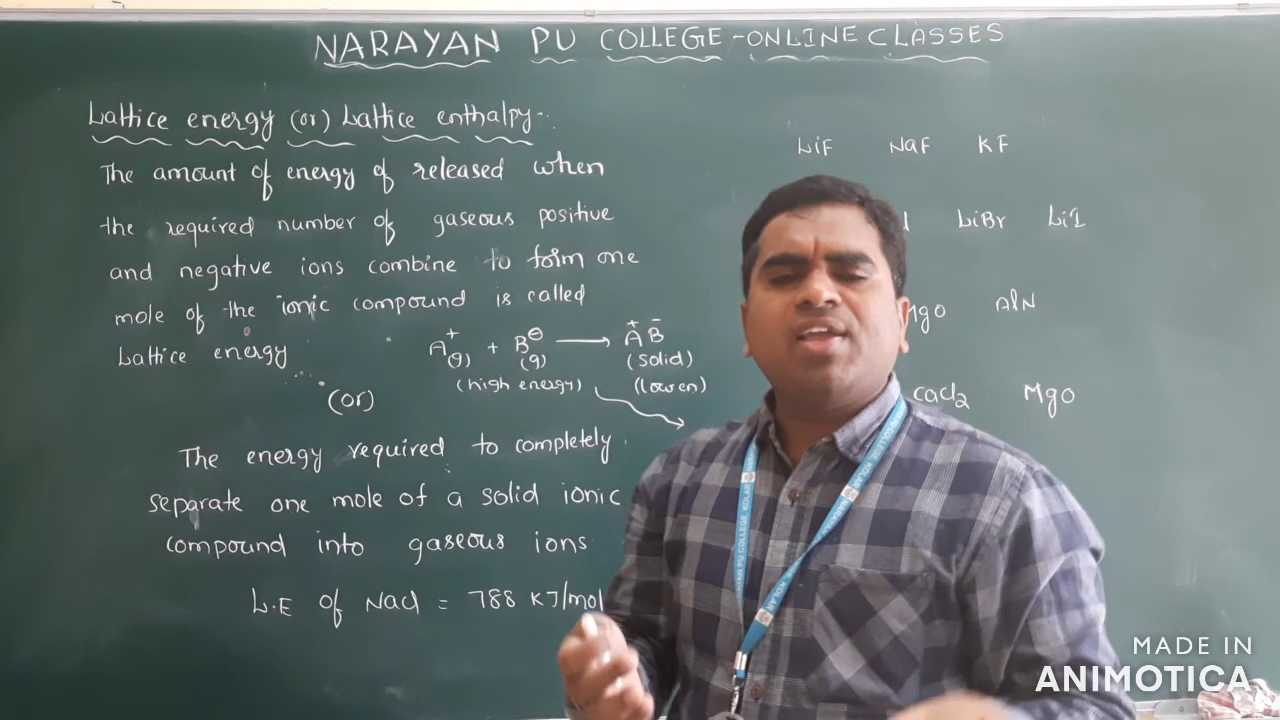 NARAYAN PU COLLEGE-ONLINE CLASSES
Lattice energy (or) Lattice enthalpy-
The amount of energy of released when
the required number of gaseous positive
and negative ions combine to form one
mole of the ionic compound is called
Lattice energy
A+(g) + B⊖(g) ⟶ A+B-
(solid)
(high energy)
(lower)
(or)
The energy required to completely
separate one mole of a solid ionic
compound into gaseous ions
L.E of NaCl = 788 KJ/mol
LiF NaF KF
LiBr LiI
MgO AlN
CaCl2 MgO
PU COLLEGE, KOLAR
MADE IN
ANIMOTICA